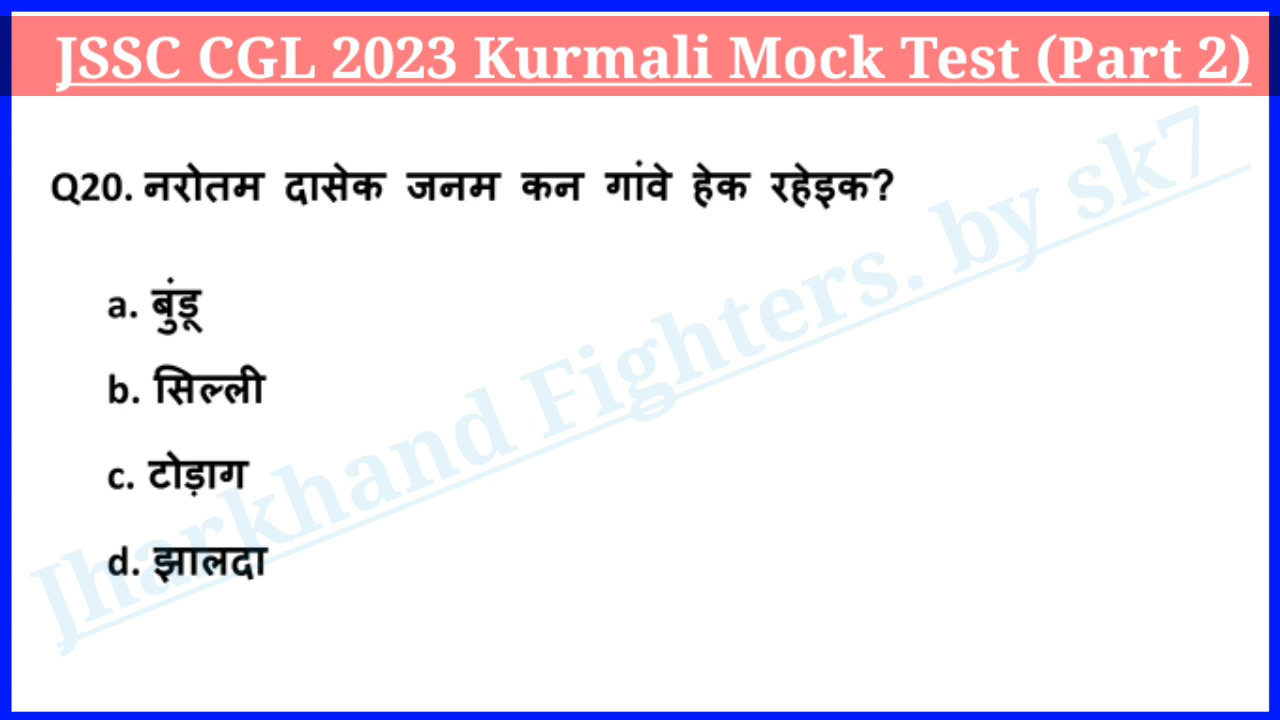 JSSC CGL 2023 Kurmali Mock Test (Part 2)
Q20. नरोतम दासेक जनम कन गांवे हेक रहेइक?
a. बुंडू
b. सिल्ली
c. टोड़ाग
d. झालदा
Jharkhand Fighters. by sk7